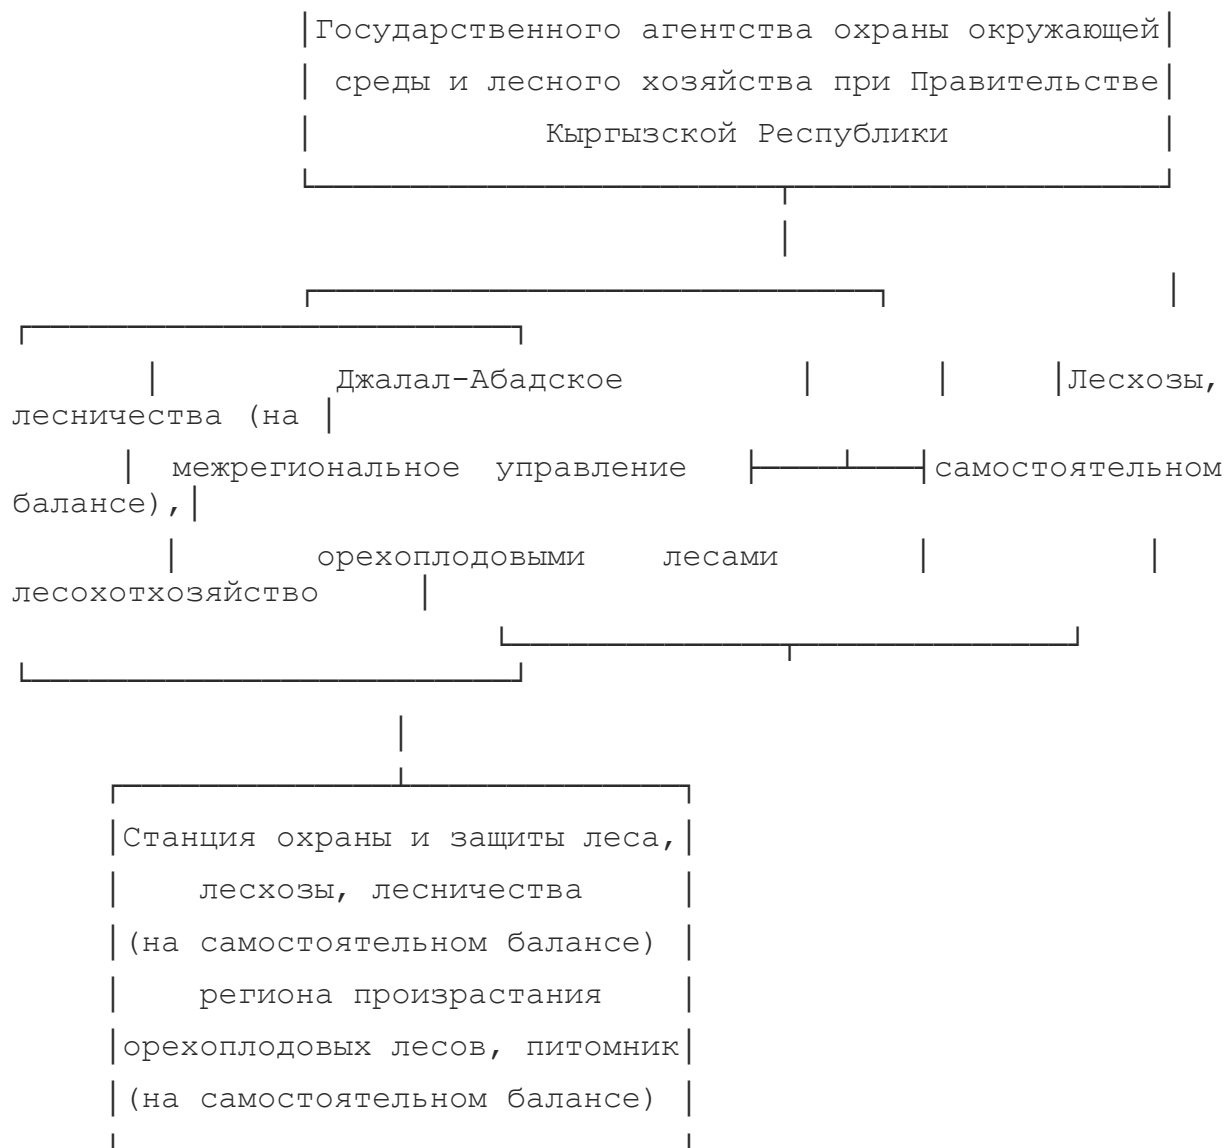 Государственного агентства охраны окружающей
среды и лесного хозяйства при Правительстве
Кыргызской Республики
Джалал-Абадское Лесхозы,
лесничества (на
межрегиональное управление самостоятельном
балансе),
орехоплодовыми лесами
лесохотхозяйство
Станция охраны и защиты леса,
лесхозы, лесничества
(на самостоятельном балансе)
региона произрастания
орехоплодовых лесов, питомник
(на самостоятельном балансе)